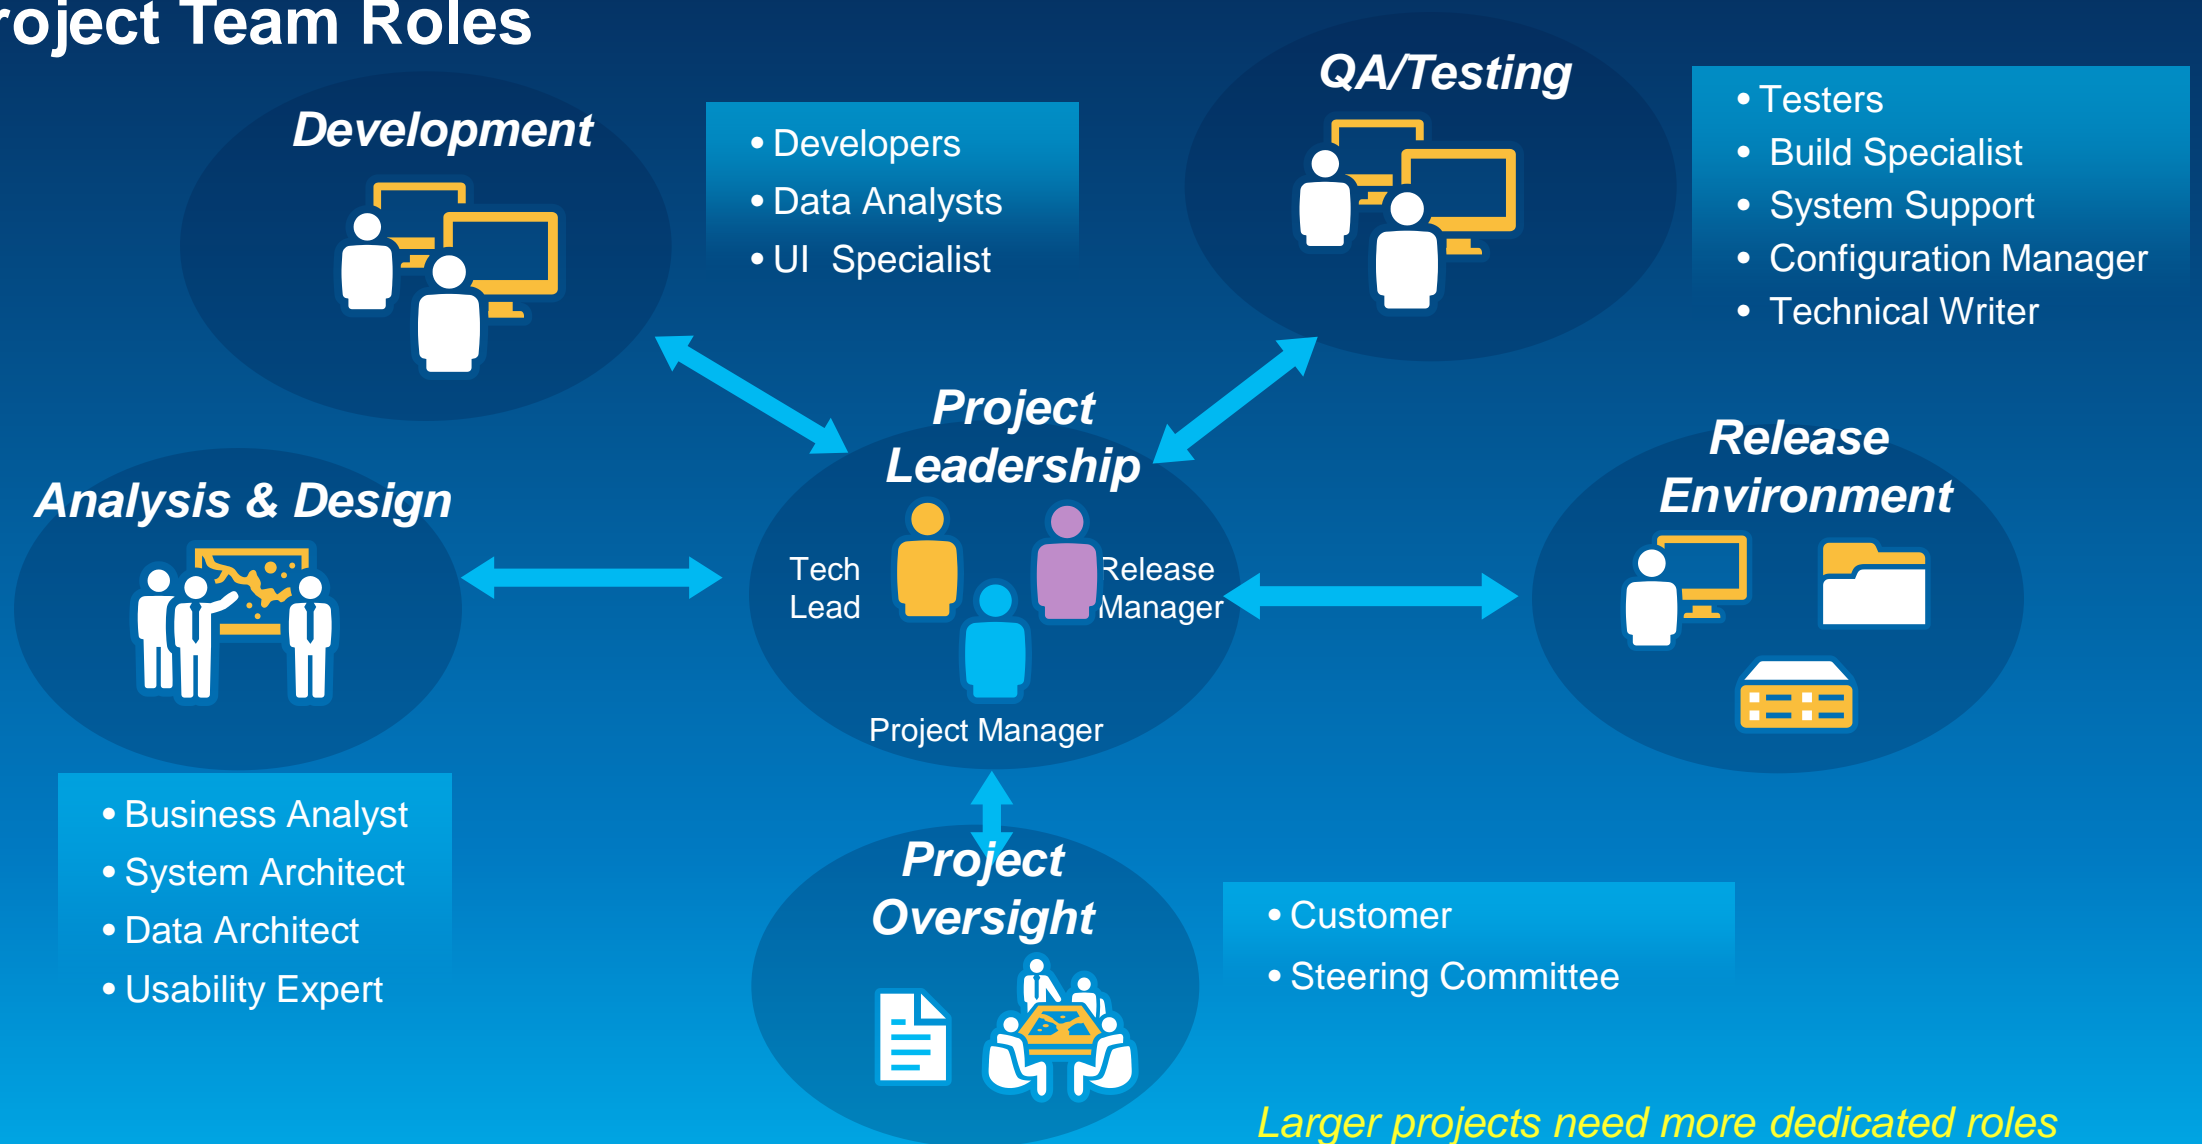 roject Team Roles
Development
• Developers
• Data Analysts
• UI Specialist
QA/Testing
• Testers
• Build Specialist
• System Support
• Configuration Manager
• Technical Writer
Analysis & Design
• Business Analyst
• System Architect
• Data Architect
• Usability Expert
Project
Leadership
Tech
Lead
Release
Manager
Project Manager
Release
Environment
Project
Oversight
• Customer
• Steering Committee
Larger projects need more dedicated roles